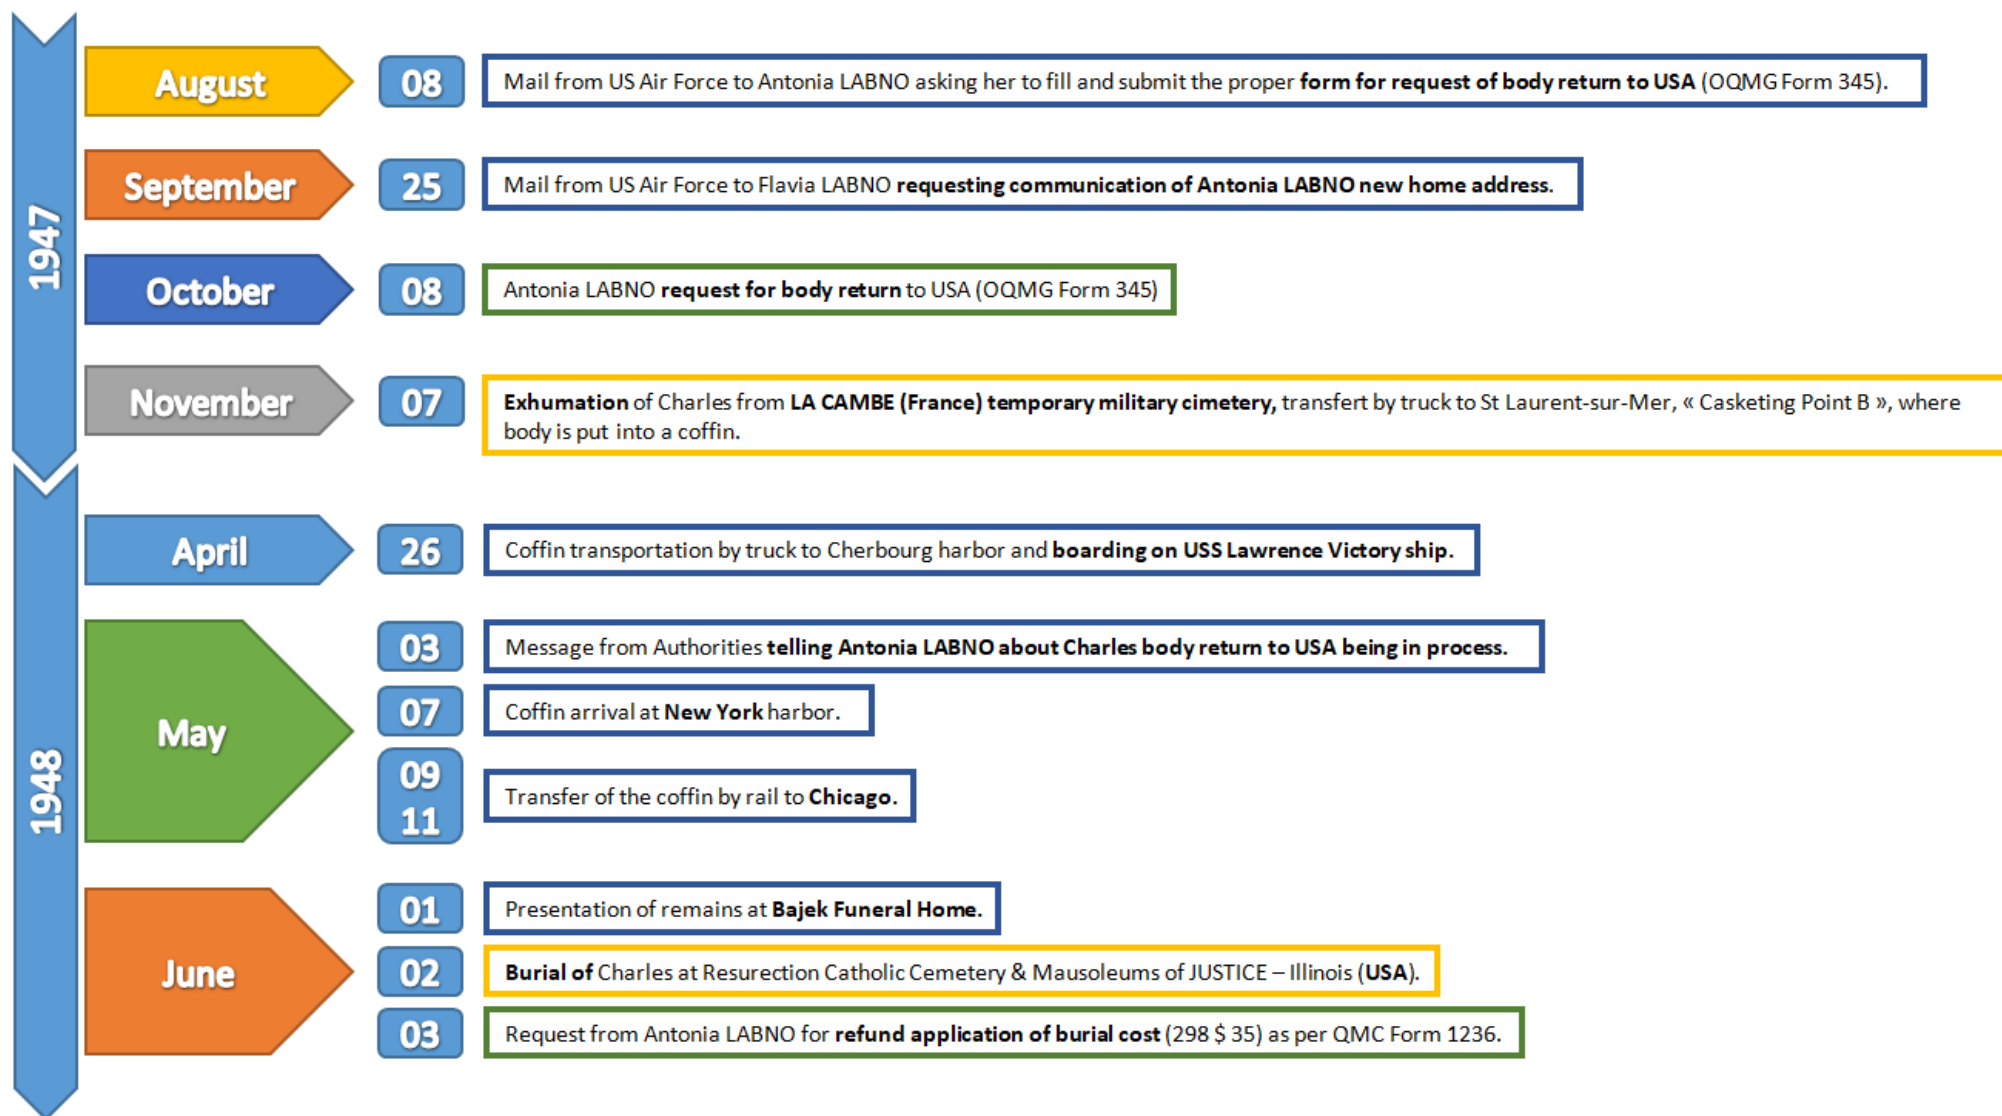 1947
August
08
Mail from US Air Force to Antonia LABNO asking her to fill and submit the proper form for request of body return to USA (OQMG Form 345).
September
25
Mail from US Air Force to Flavia LABNO requesting communication of Antonia LABNO new home address.
October
08
Antonia LABNO request for body return to USA (OQMG Form 345)
November
07
Exhumation of Charles from LA CAMBE (France) temporary military cimetery, transfert by truck to St Laurent-sur-Mer, « Casketing Point B », where
body is put into a coffin.
1948
April
26
Coffin transportation by truck to Cherbourg harbor and boarding on USS Lawrence Victory ship.
May
03
Message from Authorities telling Antonia LABNO about Charles body return to USA being in process.
07
Coffin arrival at New York harbor.
09
11
Transfer of the coffin by rail to Chicago.
June
01
Presentation of remains at Bajek Funeral Home.
02
Burial of Charles at Resurection Catholic Cemetery & Mausoleums of JUSTICE – Illinois (USA).
03
Request from Antonia LABNO for refund application of burial cost (298 $ 35) as per QMC Form 1236.